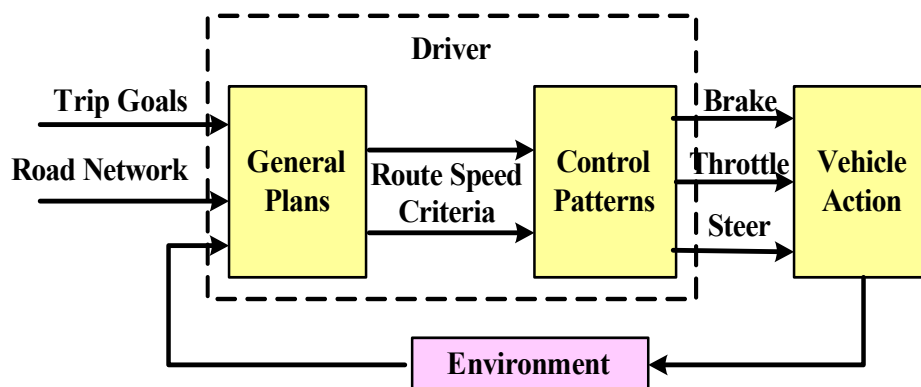 Driver
Trip Goals
Road Network
General
Plans
Route Speed
Criteria
Control
Patterns
Brake
Throttle
Steer
Vehicle
Action
Environment